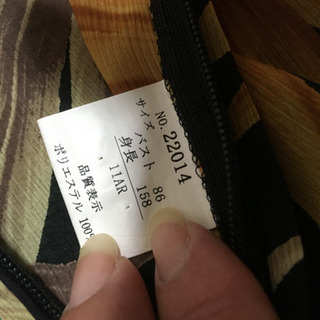 NO. 22014
サイズ
バスト 86
身長 158
, 11AR,
品質表示
ポリエステル 100%